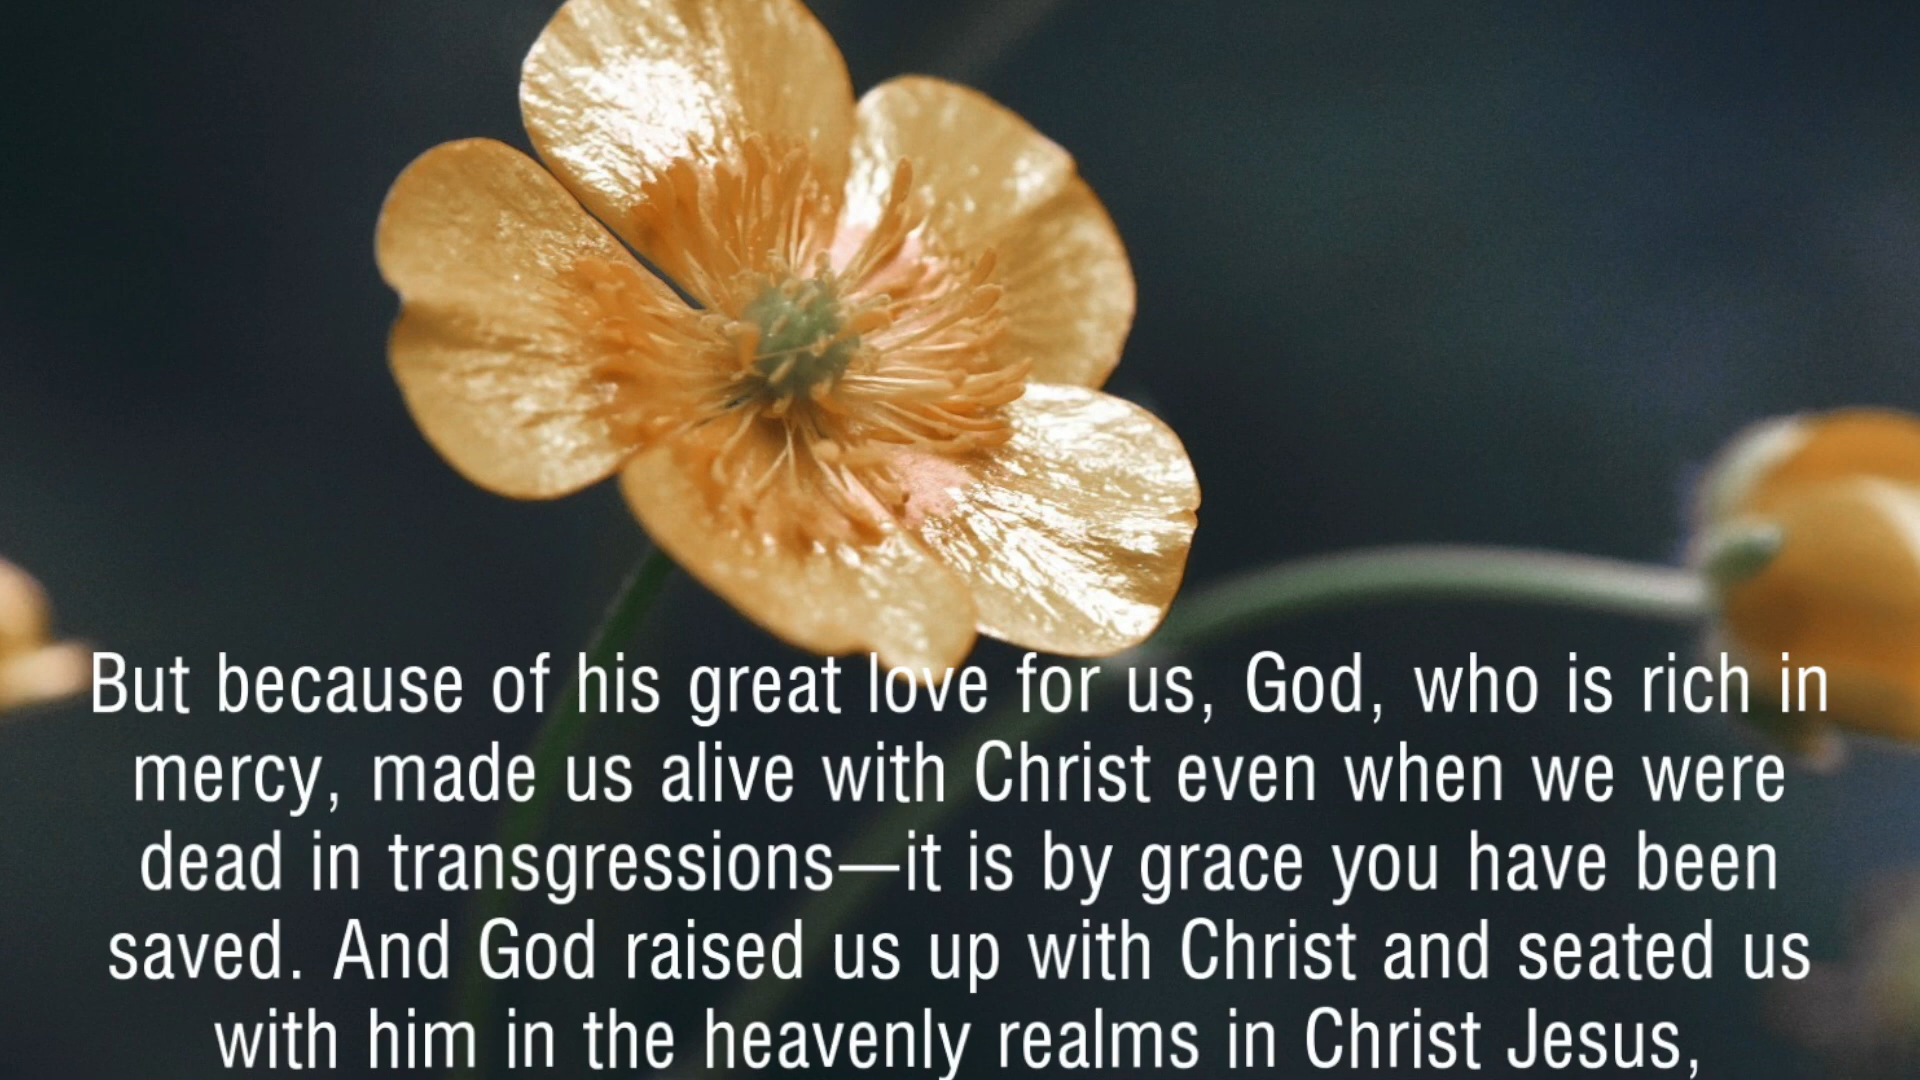 But because of his great love for us, God, who is rich in
mercy, made us alive with Christ even when we were
dead in transgressions—it is by grace you have been
saved. And God raised us up with Christ and seated us
with him in the heavenly realms in Christ Jesus,